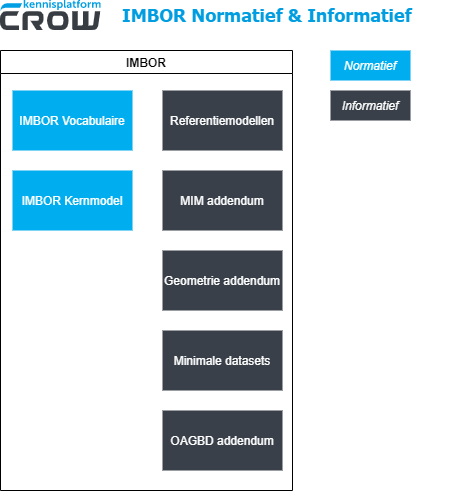 kennisplatform
CROW
IMBOR Normatief & Informatief
IMBOR
Normatief
Informatief
IMBOR Vocabulaire
Referentiemodellen
IMBOR Kernmodel
MIM addendum
Geometrie addendum
Minimale datasets
OAGBD addendum